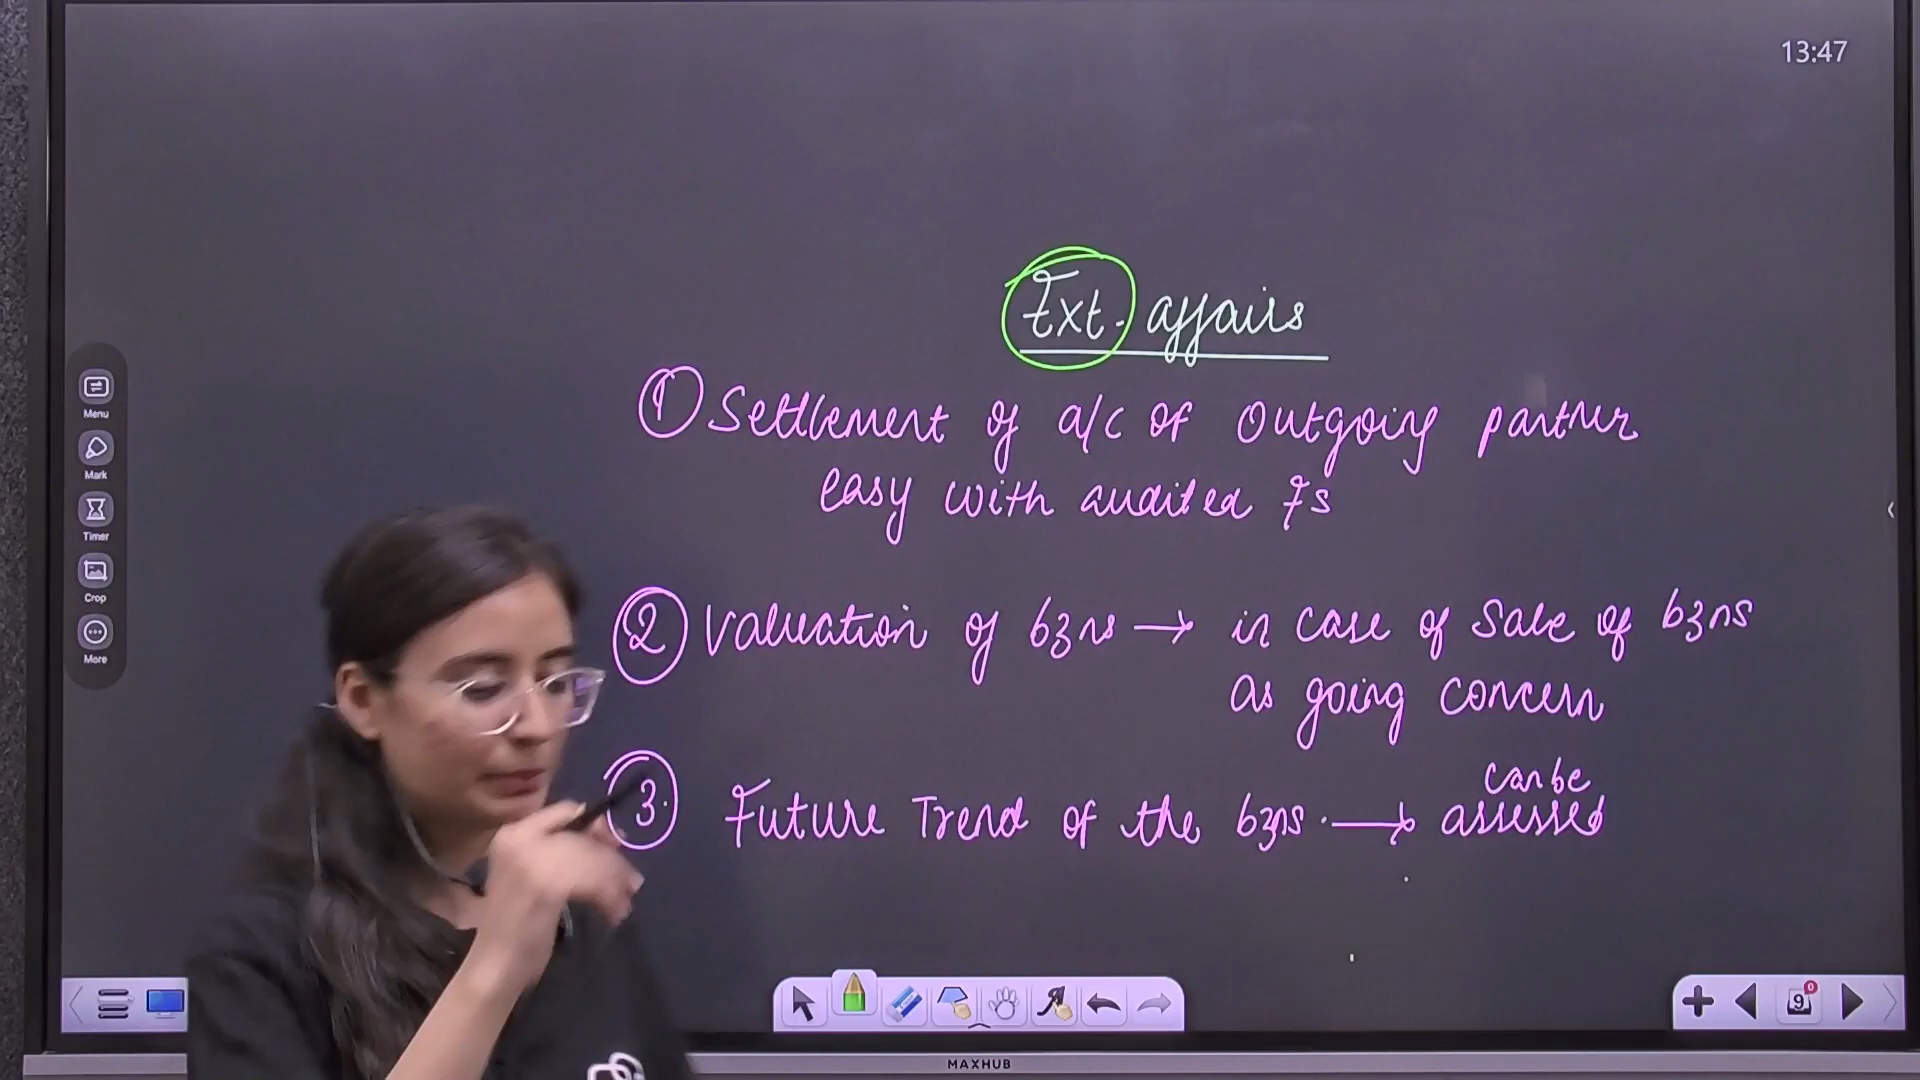 13:47
Ext. affairs
① Settlement of a/c of Outgoing partner
easy with audited Fs
② Valuation of bzns → in case of Sale of bzns
as going concern
③ Future Trend of the bzns. → can be assessed
Menu
Mark
Timer
Crop
More
9
0
MAXHUB